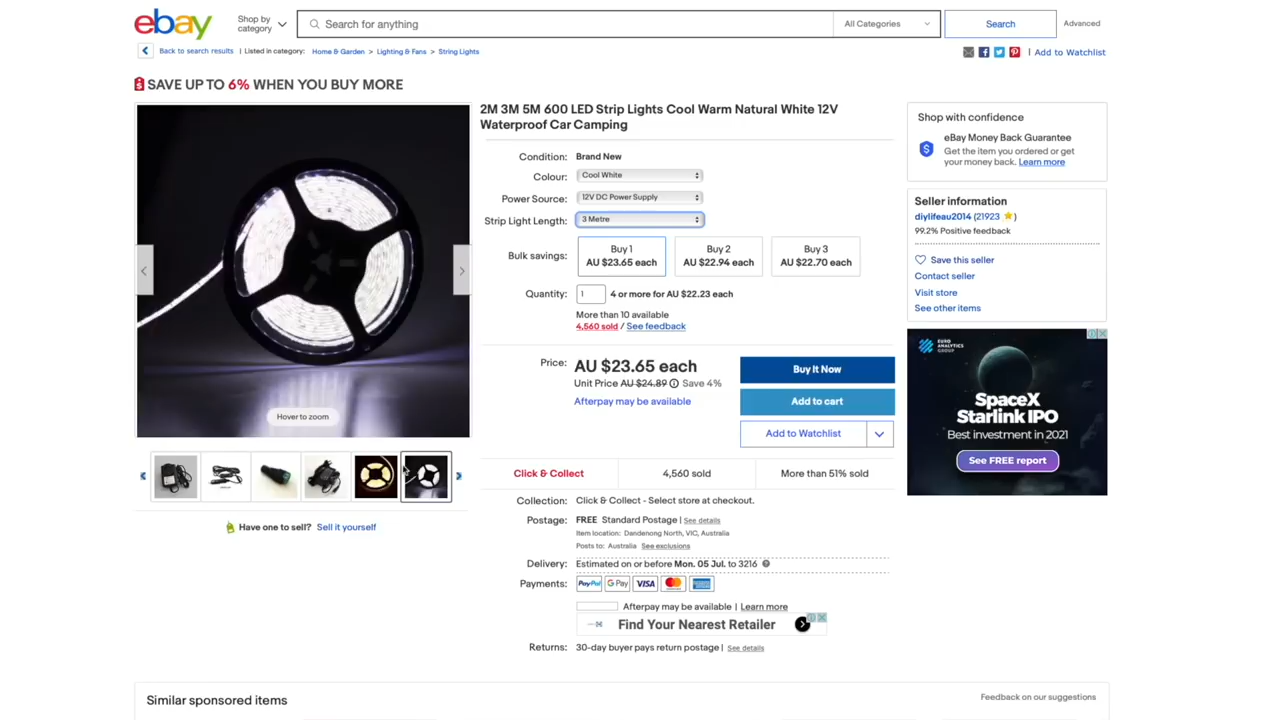 ebay
Shop by
category
Search for anything
All Categories
Search
Advanced
Back to search results | Listed in category: Home & Garden > Lighting & Fans > String Lights
| Add to Watchlist
SAVE UP TO 6% WHEN YOU BUY MORE
2M 3M 5M 600 LED Strip Lights Cool Warm Natural White 12V
Waterproof Car Camping
Condition: Brand New
Colour: Cool White
Power Source: 12V DC Power Supply
Strip Light Length: 3 Metre
Bulk savings:
Buy 1
AU $23.65 each
Buy 2
AU $22.94 each
Buy 3
AU $22.70 each
Quantity: 1 4 or more for AU $22.23 each
More than 10 available
4,560 sold / See feedback
Price: AU $23.65 each
Unit Price AU $24.89 Save 4%
Afterpay may be available
Buy It Now
Add to cart
Add to Watchlist
Hover to zoom
Have one to sell? Sell it yourself
Click & Collect
4,560 sold
More than 51% sold
Collection: Click & Collect - Select store at checkout.
Postage: FREE Standard Postage | See details
Item location: Dandenong North, VIC, Australia
Posts to: Australia See exclusions
Delivery: Estimated on or before Mon. 05 Jul. to 3216
Payments: PayPal G Pay VISA
Afterpay may be available | Learn more
Find Your Nearest Retailer
Returns: 30-day buyer pays return postage | See details
Shop with confidence
eBay Money Back Guarantee
Get the item you ordered or get
your money back. Learn more
Seller information
diylifeau2014 (21923 )
99.2% Positive feedback
Save this seller
Contact seller
Visit store
See other items
EURO
ANALYTICS
GROUP
SpaceX
Starlink IPO
Best investment in 2021
See FREE report
Similar sponsored items
Feedback on our suggestions